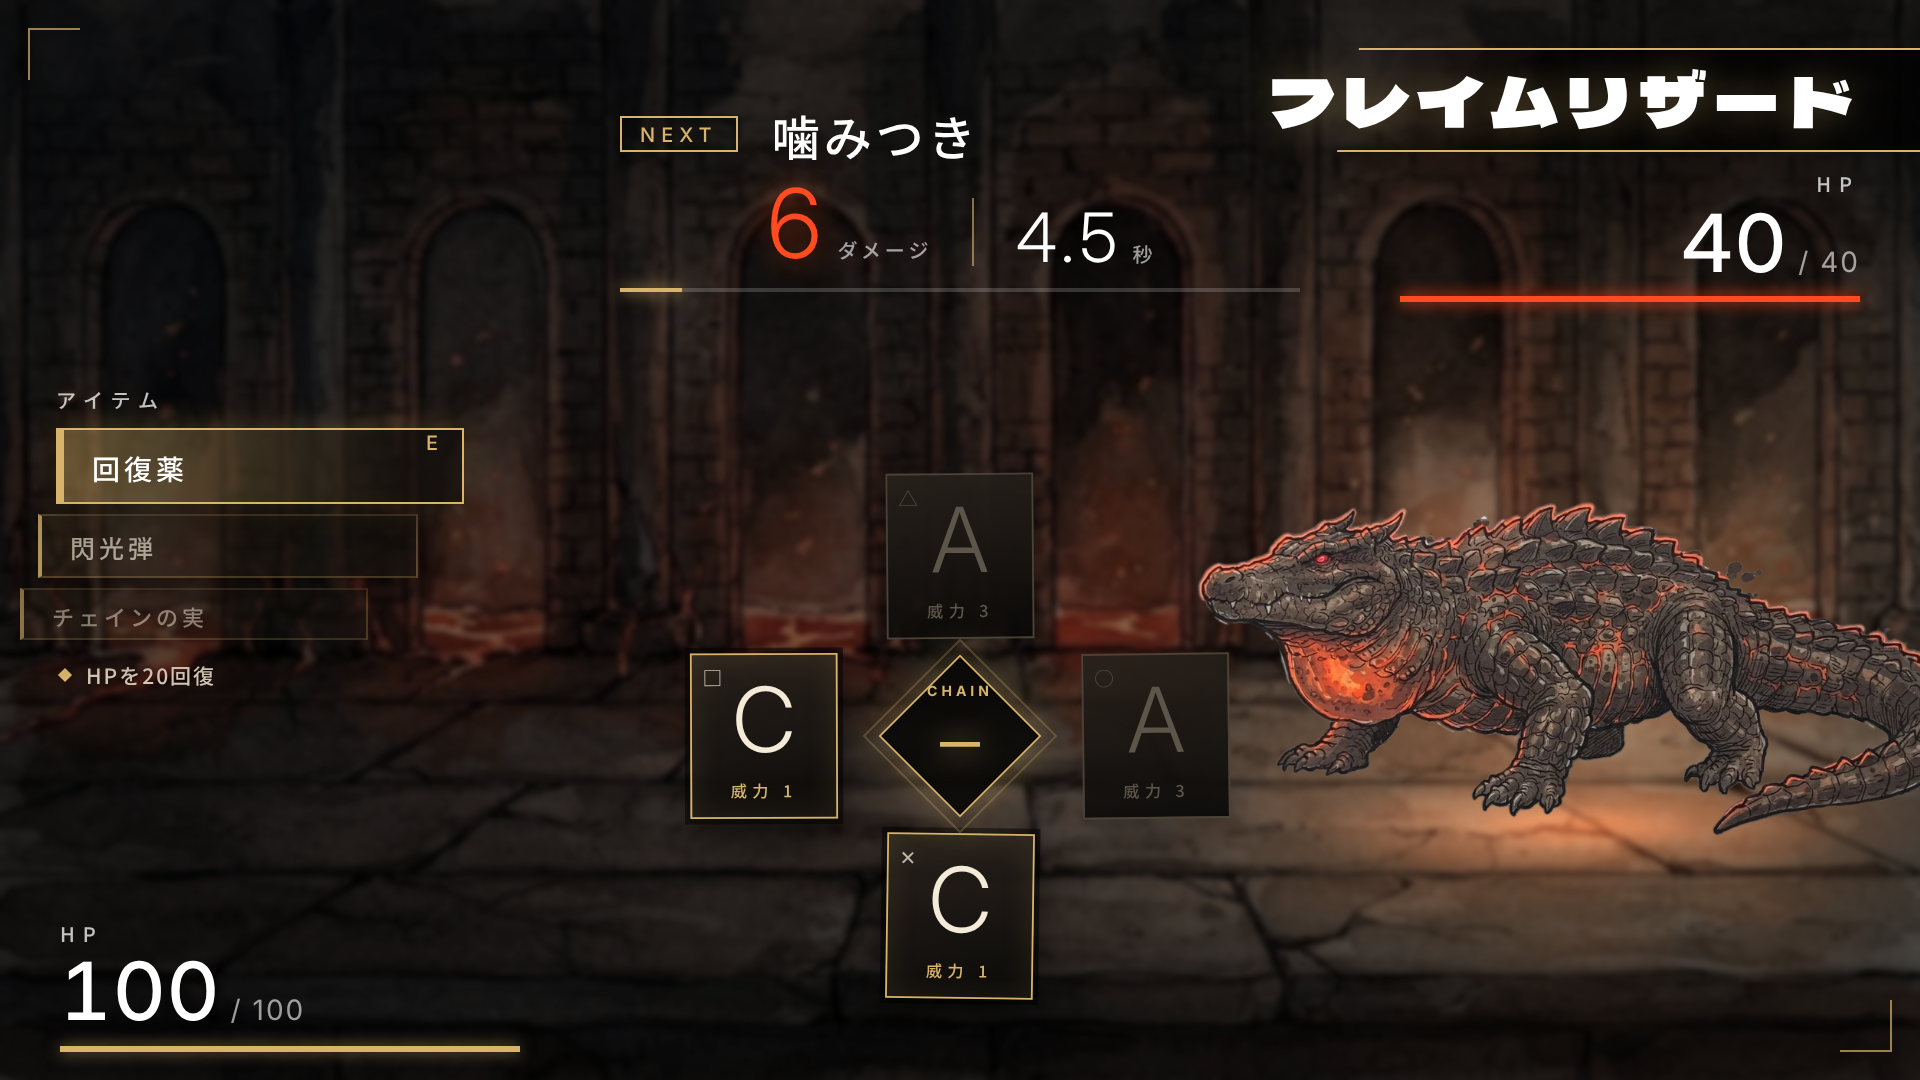 フレイムリザード
HP
40 / 40
NEXT 噛みつき
6 ダメージ 4.5 秒
アイテム
回復薬 E
閃光弾
チェインの実
HPを20回復
△
A
威力 3
□
C
威力 1
CHAIN
—
○
A
威力 3
×
C
威力 1
HP
100 / 100